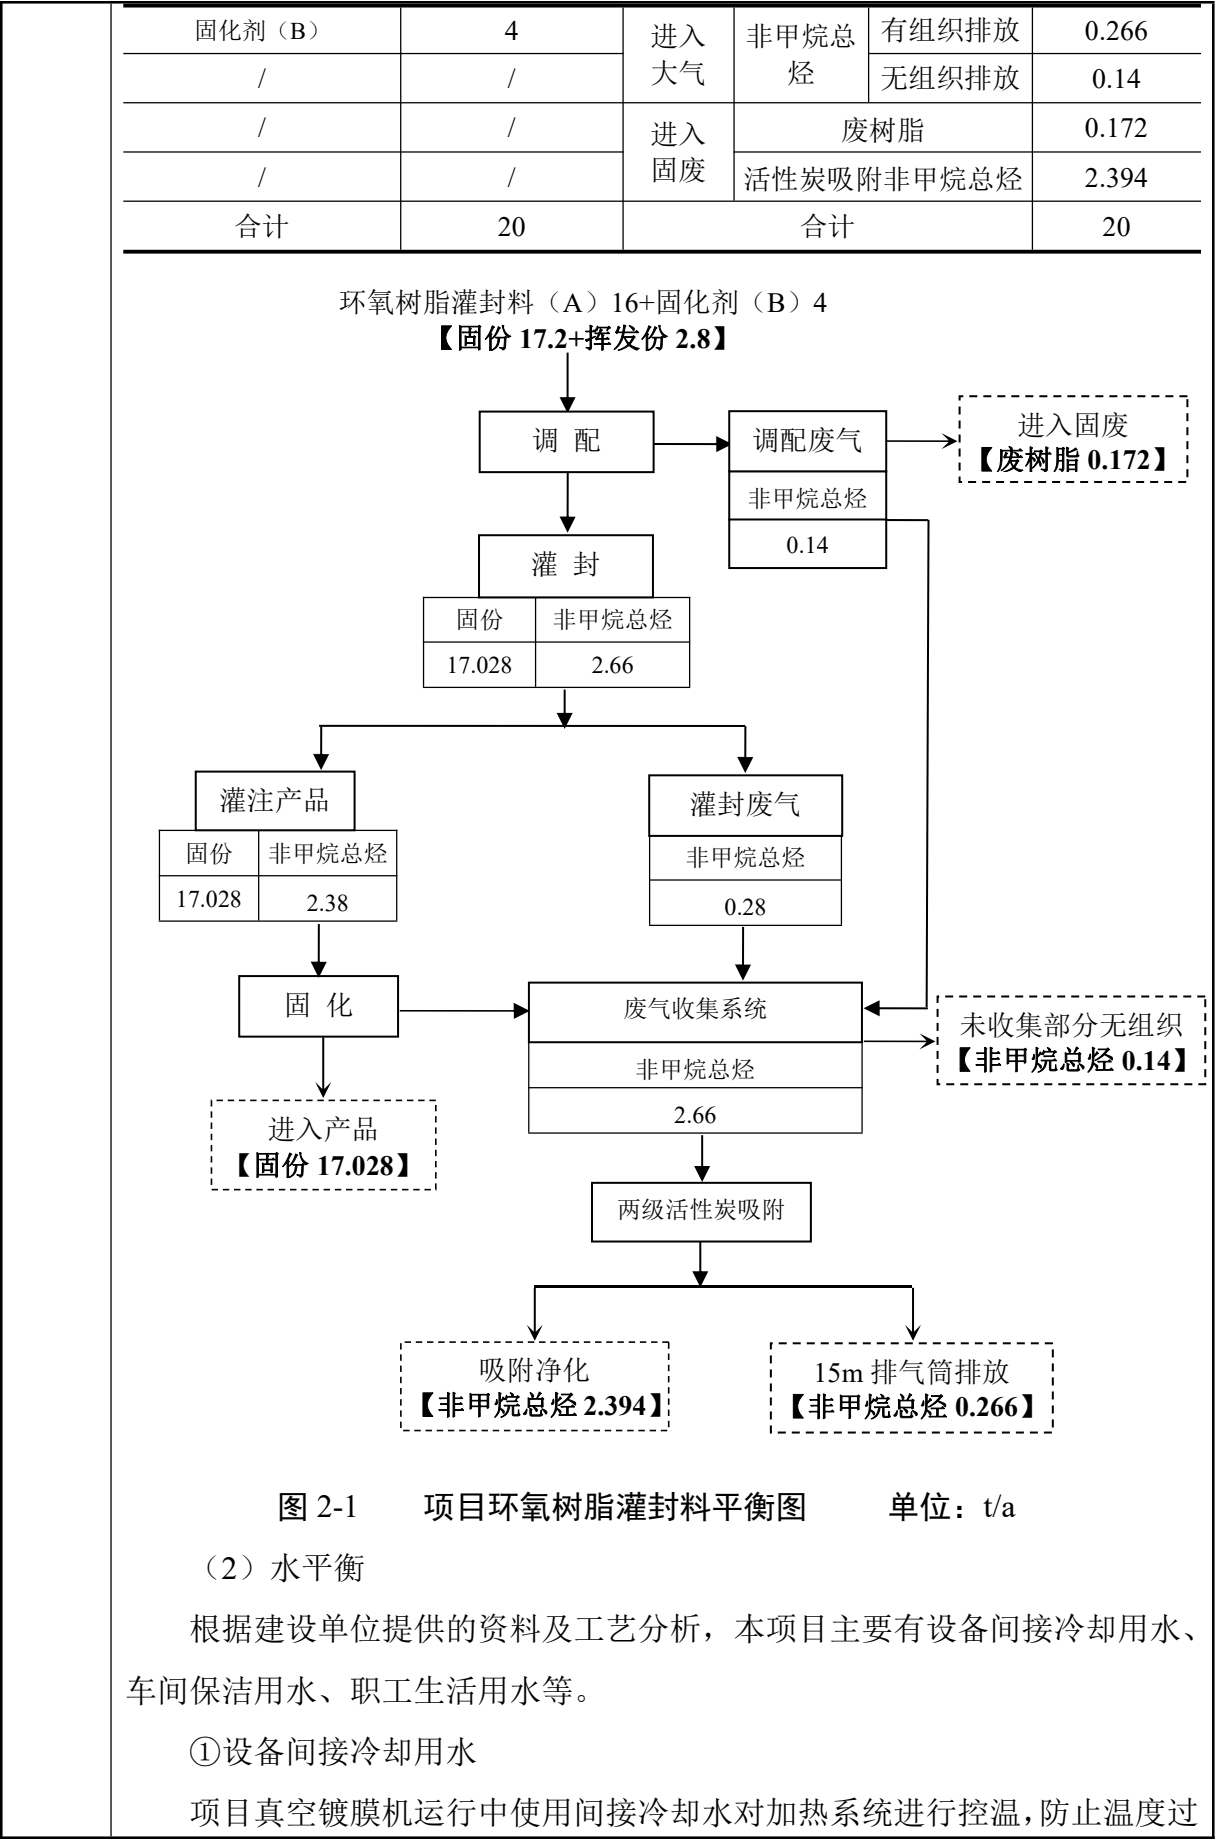 固化剂（B） 4 进入大气 非甲烷总烃 有组织排放 0.266
/ / 无组织排放 0.14
/ / 进入固废 废树脂 0.172
/ / 活性炭吸附非甲烷总烃 2.394
合计 20 合计 20
环氧树脂灌封料（A）16+固化剂（B）4
【固份 17.2+挥发份 2.8】
调 配
调配废气
非甲烷总烃
0.14
进入固废
【废树脂 0.172】
灌 封
固份 非甲烷总烃
17.028 2.66
灌注产品
固份 非甲烷总烃
17.028 2.38
灌封废气
非甲烷总烃
0.28
固 化
废气收集系统
非甲烷总烃
2.66
未收集部分无组织
【非甲烷总烃 0.14】
进入产品
【固份 17.028】
两级活性炭吸附
吸附净化
【非甲烷总烃 2.394】
15m 排气筒排放
【非甲烷总烃 0.266】
图 2-1 项目环氧树脂灌封料平衡图 单位：t/a
（2）水平衡
根据建设单位提供的资料及工艺分析，本项目主要有设备间接冷却用水、
车间保洁用水、职工生活用水等。
①设备间接冷却用水
项目真空镀膜机运行中使用间接冷却水对加热系统进行控温，防止温度过